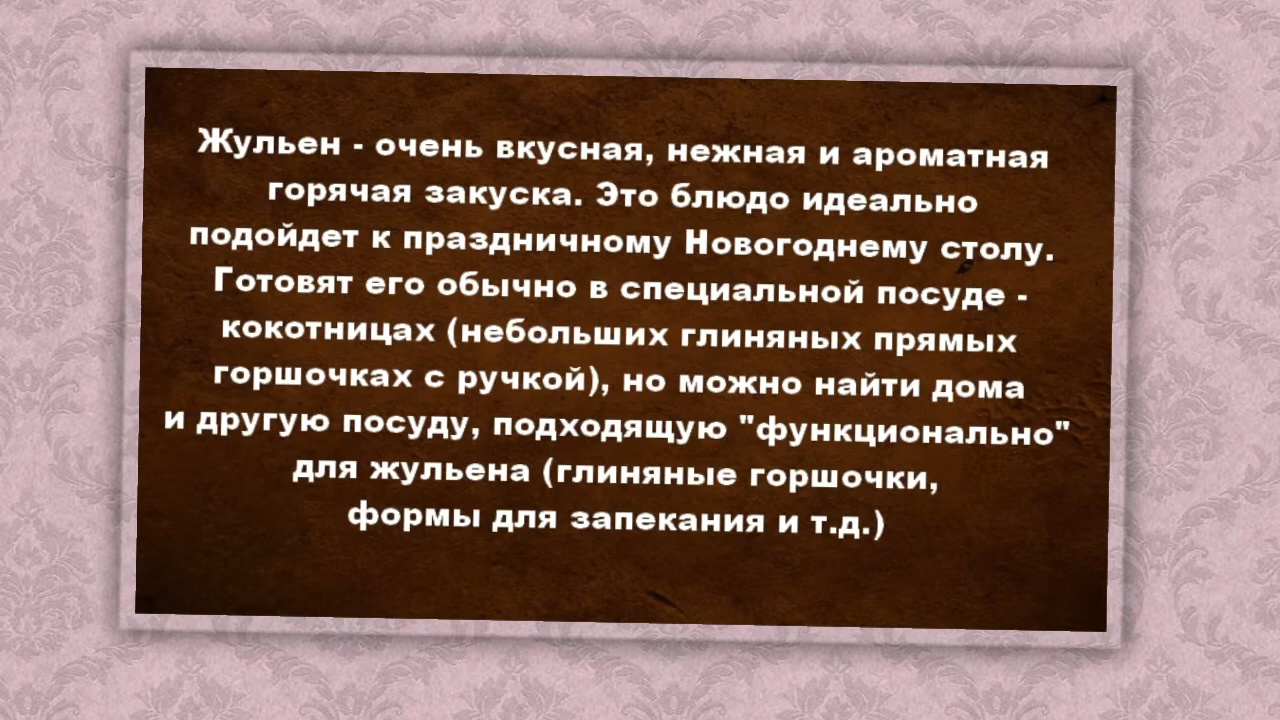 Жульен - очень вкусная, нежная и ароматная
горячая закуска. Это блюдо идеально
подойдет к праздничному Новогоднему столу.
Готовят его обычно в специальной посуде -
кокотницах (небольших глиняных прямых
горшочках с ручкой), но можно найти дома
и другую посуду, подходящую "функционально"
для жульена (глиняные горшочки,
формы для запекания и т.д.)